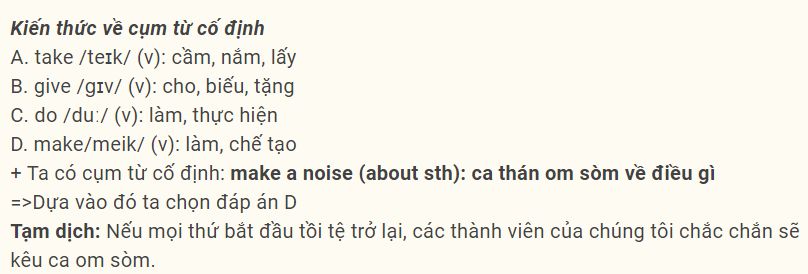 Kiến thức về cụm từ cố định
A. take /teɪk/ (v): cầm, nắm, lấy
B. give /gɪv/ (v): cho, biếu, tặng
C. do /duː/ (v): làm, thực hiện
D. make/meik/ (v): làm, chế tạo
+ Ta có cụm từ cố định: make a noise (about sth): ca thán om sòm về điều gì
=>Dựa vào đó ta chọn đáp án D
Tạm dịch: Nếu mọi thứ bắt đầu tồi tệ trở lại, các thành viên của chúng tôi chắc chắn sẽ
kêu ca om sòm.